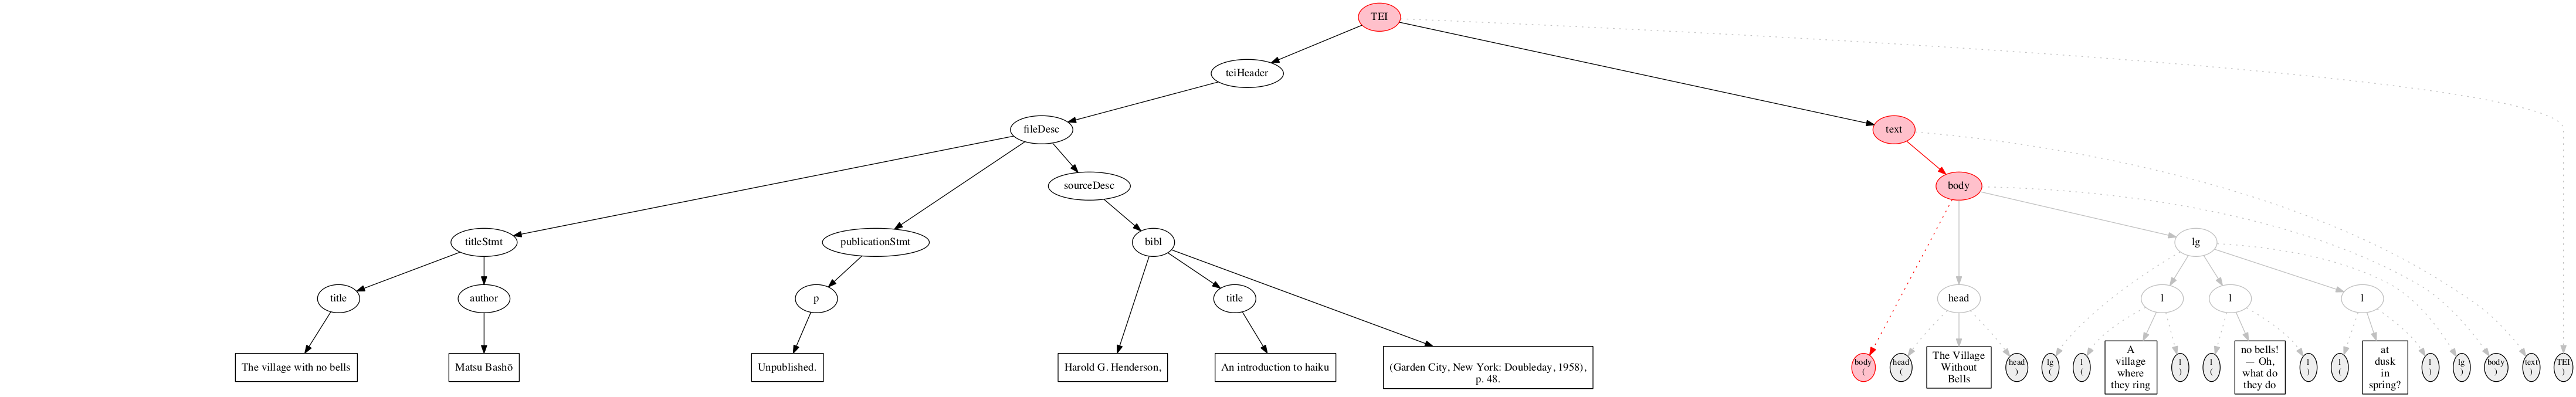 TEI
teiHeader
fileDesc
text
sourceDesc
body
titleStmt
publicationStmt
bibl
lg
title
author
p
title
head
l
l
l
The village with no bells
Matsu Bashō
Unpublished.
Harold G. Henderson,
An introduction to haiku
(Garden City, New York: Doubleday, 1958),
p. 48.
body
(
head
(
The Village
Without
Bells
head
)
lg
(
l
(
A
village
where
they ring
l
)
l
(
no bells!
— Oh,
what do
they do
l
)
l
(
at
dusk
in
spring?
l
)
lg
)
body
)
text
)
TEI
)